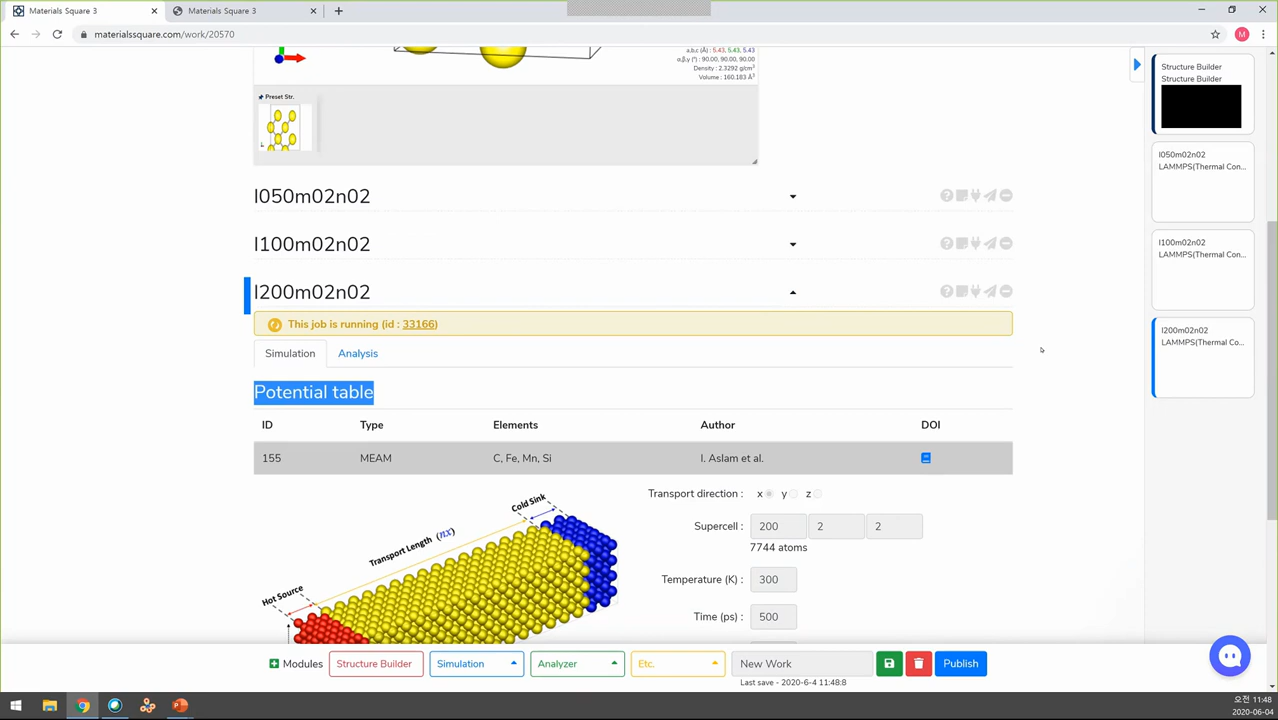 Materials Square 3
Materials Square 3
materialssquare.com/work/20570
M
a,b,c (Å) : 5.43, 5.43, 5.43
α,β,γ (°) : 90.00, 90.00, 90.00
Density : 2.3292 g/cm³
Volume : 160.183 Å³
Preset Str.
l050m02n02
l100m02n02
l200m02n02
This job is running (id : 33166)
Simulation
Analysis
Potential table
ID Type Elements Author DOI
155 MEAM C, Fe, Mn, Si I. Aslam et al.
Cold Sink
Transport Length (nx)
Hot Source
Transport direction : x y z
Supercell : 200 2 2
7744 atoms
Temperature (K) : 300
Time (ps) : 500
Structure Builder
Structure Builder
l050m02n02
LAMMPS(Thermal Con...
l100m02n02
LAMMPS(Thermal Con...
l200m02n02
LAMMPS(Thermal Co...
Modules
Structure Builder
Simulation
Analyzer
Etc.
New Work
Publish
Last save - 2020-6-4 11:48:8
오전 11:48
2020-06-04